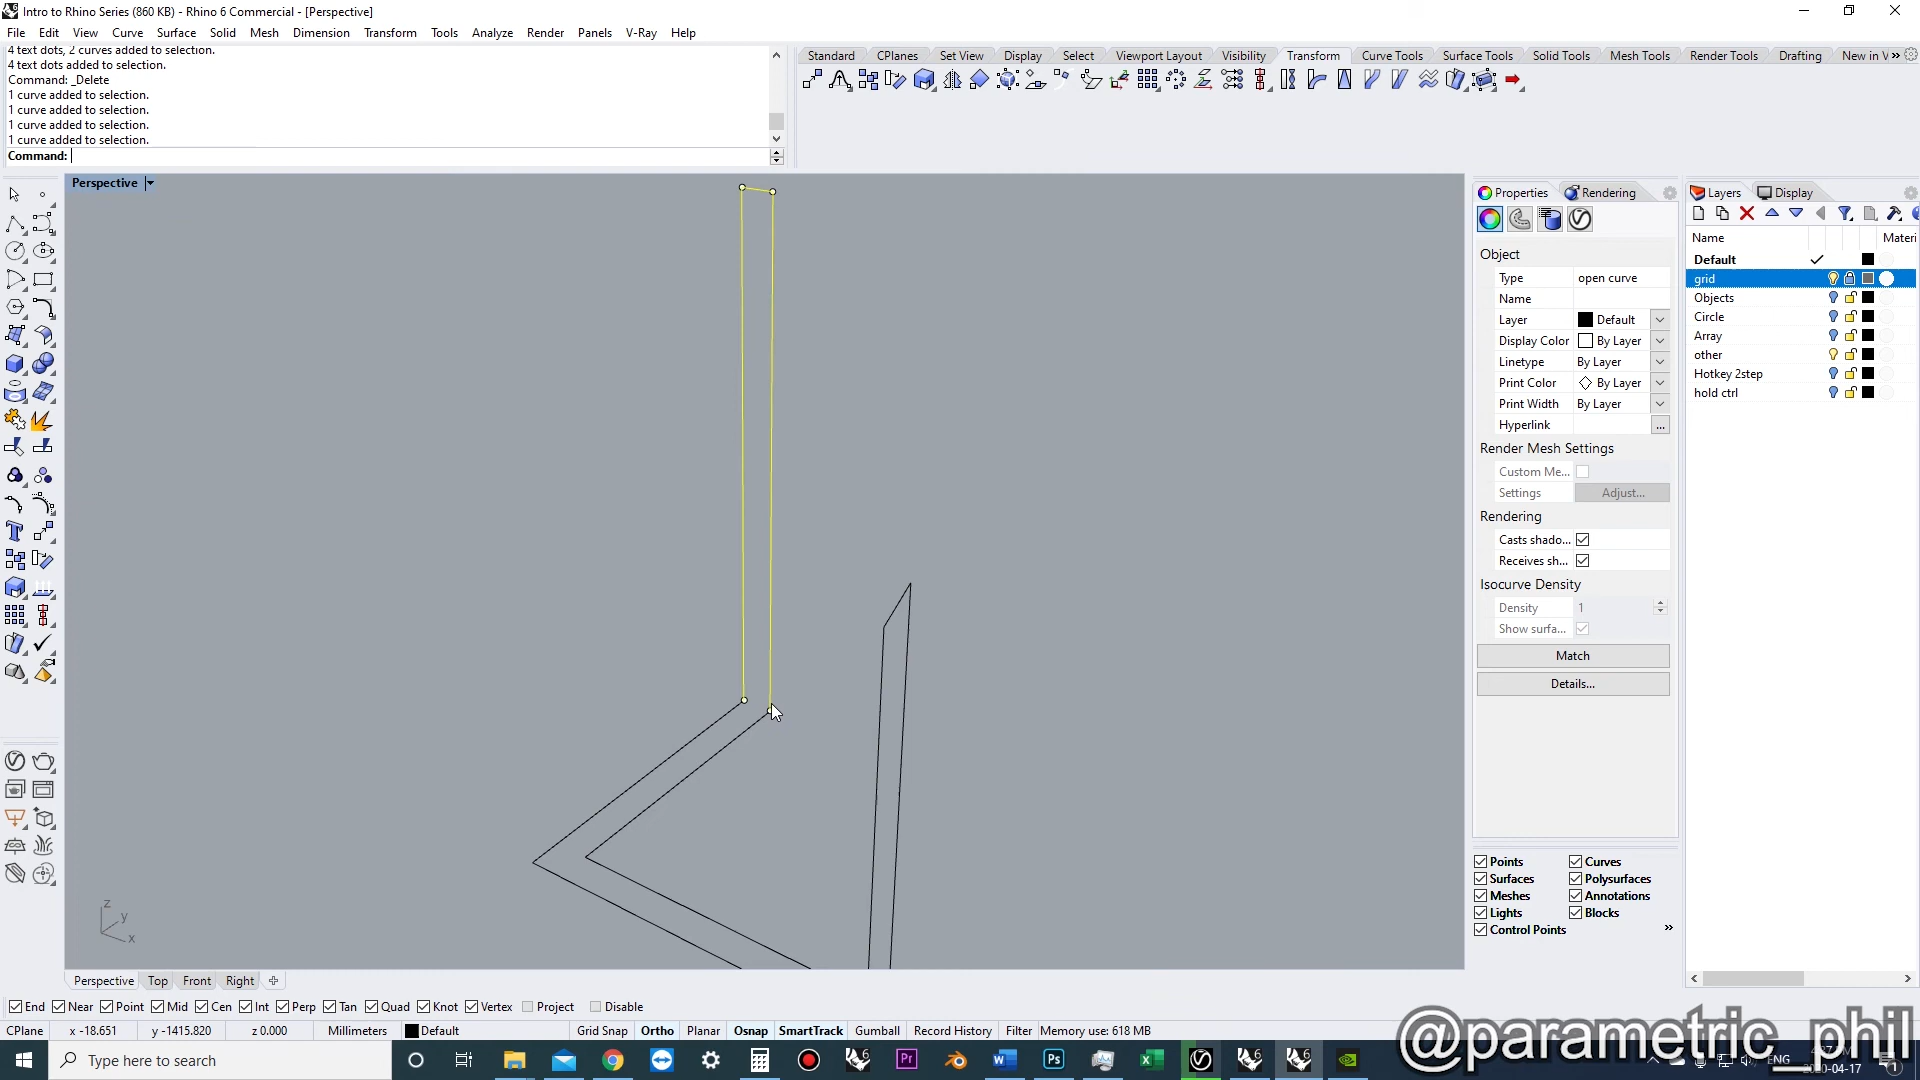 Intro to Rhino Series (860 KB) - Rhino 6 Commercial - [Perspective]
File Edit View Curve Surface Solid Mesh Dimension Transform Tools Analyze Render Panels V-Ray Help
4 text dots, 2 curves added to selection.
4 text dots added to selection.
Command: _Delete
1 curve added to selection.
1 curve added to selection.
1 curve added to selection.
1 curve added to selection.
Command:
Standard CPlanes Set View Display Select Viewport Layout Visibility Transform Curve Tools Surface Tools Solid Tools Mesh Tools Render Tools Drafting New in V
Perspective
Properties Rendering
Object
Type open curve
Name
Layer Default
Display Color By Layer
Linetype By Layer
Print Color By Layer
Print Width By Layer
Hyperlink ...
Render Mesh Settings
Custom Me...
Settings Adjust...
Rendering
Casts shado...
Receives sh...
Isocurve Density
Density 1
Show surfa...
Match
Details...
Points Curves
Surfaces Polysurfaces
Meshes Annotations
Lights Blocks
Control Points
Layers Display
Name Materi
Default
grid
Objects
Circle
Array
other
Hotkey 2step
hold ctrl
z
y
x
Perspective Top Front Right
End Near Point Mid Cen Int Perp Tan Quad Knot Vertex Project Disable
CPlane x -18.651 y -1415.820 z 0.000 Millimeters Default Grid Snap Ortho Planar Osnap SmartTrack Gumball Record History Filter Memory use: 618 MB
@parametric_phil
Type here to search
ENG